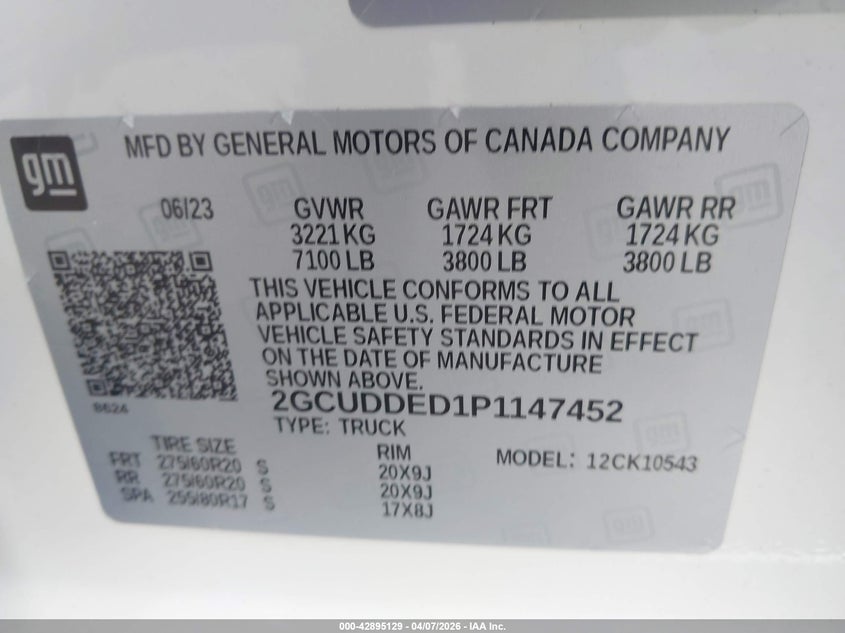 gm
MFD BY GENERAL MOTORS OF CANADA COMPANY
06/23 GVWR GAWR FRT GAWR RR
3221 KG 1724 KG 1724 KG
7100 LB 3800 LB 3800 LB
THIS VEHICLE CONFORMS TO ALL
APPLICABLE U.S. FEDERAL MOTOR
VEHICLE SAFETY STANDARDS IN EFFECT
ON THE DATE OF MANUFACTURE
SHOWN ABOVE.
2GCUDDED1P1147452
8624
TYPE: TRUCK
TIRE SIZE RIM MODEL: 12CK10543
FRT 275/60R20 S 20X9J
RR 275/60R20 S 20X9J
SPA 255/80R17 S 17X8J
000-42895129 - 04/07/2026 - IAA Inc.